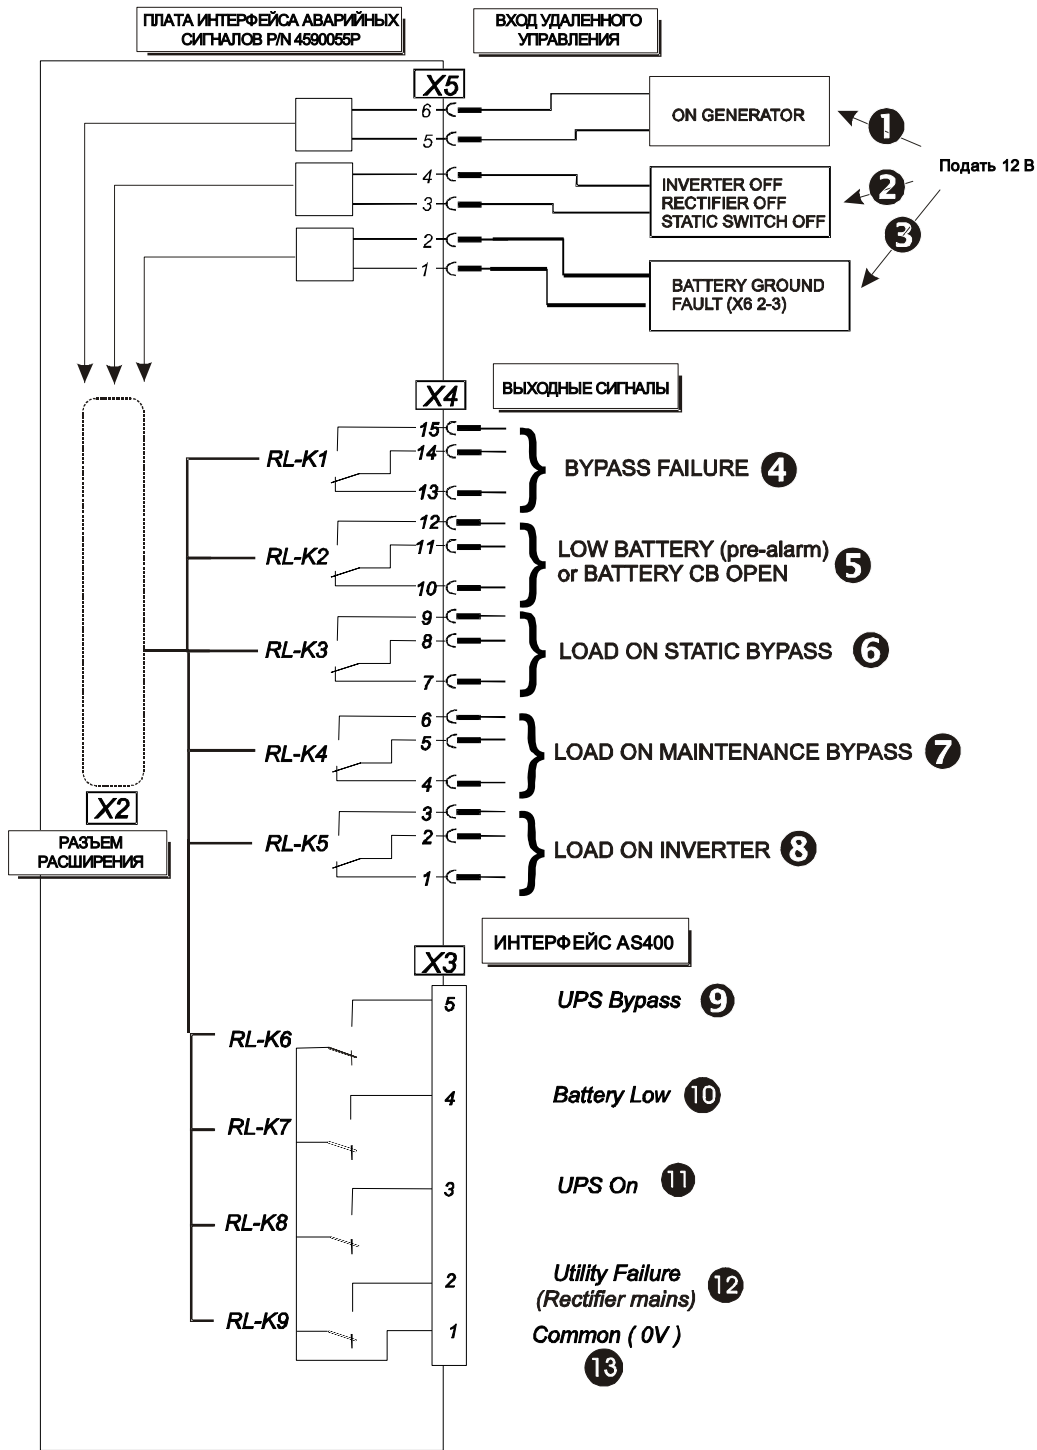 ПЛАТА ИНТЕРФЕЙСА АВАРИЙНЫХ
СИГНАЛОВ P/N 4590055P
ВХОД УДАЛЕННОГО
УПРАВЛЕНИЯ
X5
6
5
ON GENERATOR
1
Подать 12 В
4
3
INVERTER OFF
RECTIFIER OFF
STATIC SWITCH OFF
2
3
2
1
BATTERY GROUND
FAULT (X6 2-3)
X4
ВЫХОДНЫЕ СИГНАЛЫ
RL-K1
15
14
13
BYPASS FAILURE 4
RL-K2
12
11
10
LOW BATTERY (pre-alarm)
or BATTERY CB OPEN 5
RL-K3
9
8
7
LOAD ON STATIC BYPASS 6
RL-K4
6
5
4
LOAD ON MAINTENANCE BYPASS 7
X2
РАЗЪЕМ
РАСШИРЕНИЯ
RL-K5
3
2
1
LOAD ON INVERTER 8
X3
ИНТЕРФЕЙС AS400
RL-K6
5
UPS Bypass 9
RL-K7
4
Battery Low 10
RL-K8
3
UPS On 11
RL-K9
2
Utility Failure
(Rectifier mains) 12
1
Common ( 0V )
13